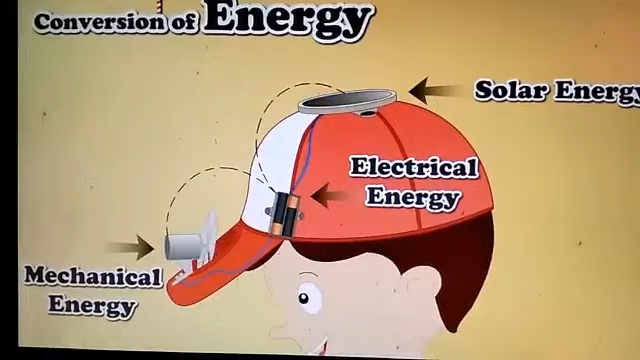 Conversion of Energy
Solar Energy
Electrical
Energy
Mechanical
Energy